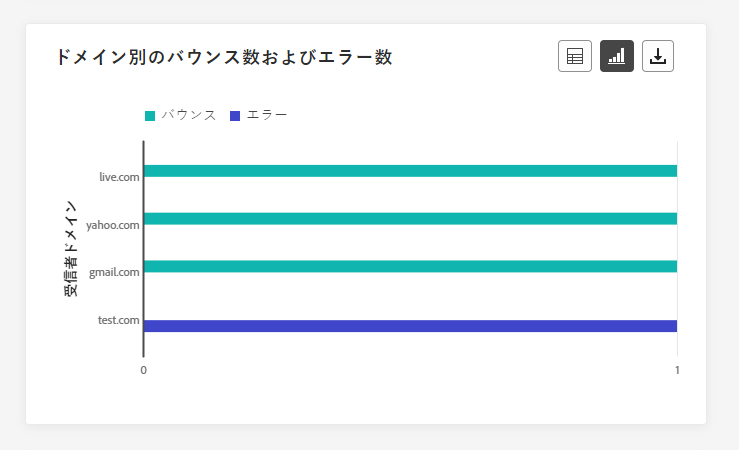 ドメイン別のバウンス数およびエラー数
バウンス エラー
受信者ドメイン
live.com
yahoo.com
gmail.com
test.com
0 1